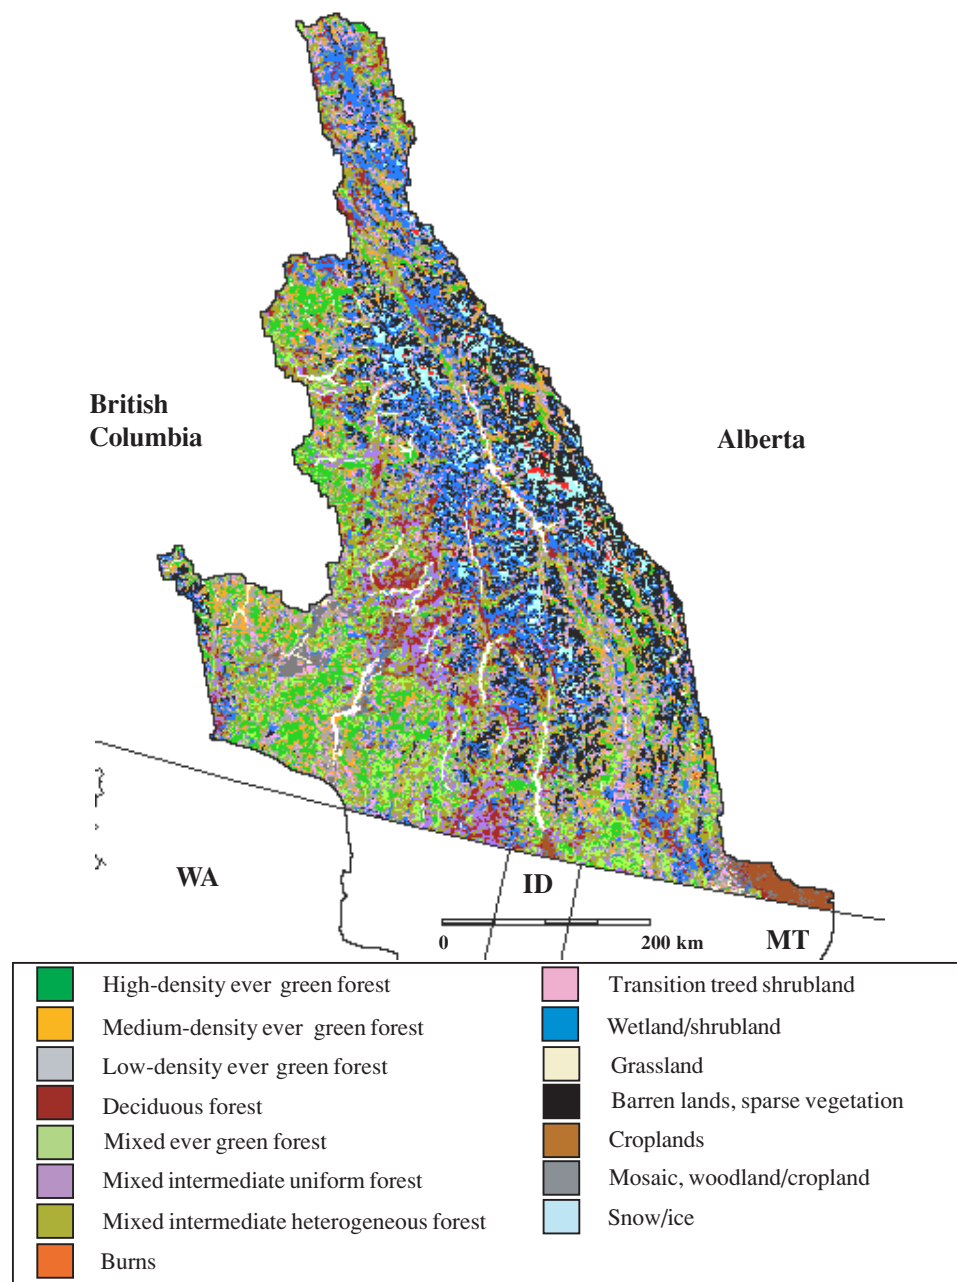 British
Columbia
Alberta
WA
ID
MT
0 200 km
High-density ever green forest
Medium-density ever green forest
Low-density ever green forest
Deciduous forest
Mixed ever green forest
Mixed intermediate uniform forest
Mixed intermediate heterogeneous forest
Burns
Transition treed shrubland
Wetland/shrubland
Grassland
Barren lands, sparse vegetation
Croplands
Mosaic, woodland/cropland
Snow/ice